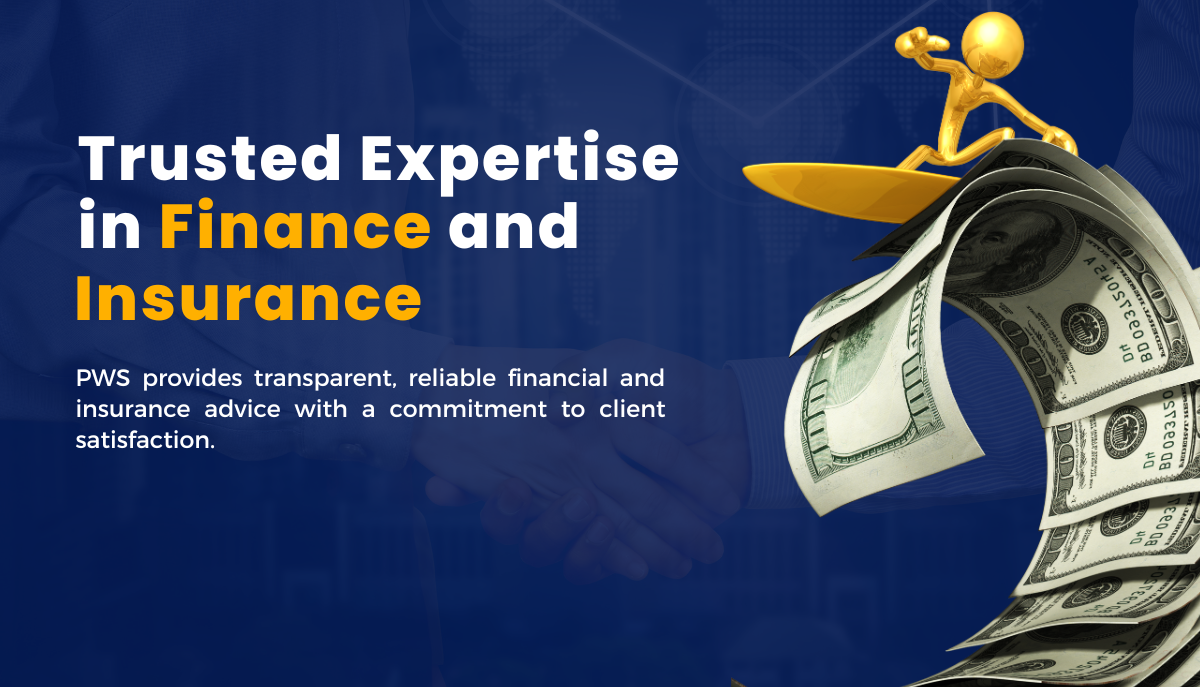 Trusted Expertise
in Finance and
Insurance
PWS provides transparent, reliable financial and
insurance advice with a commitment to client
satisfaction.